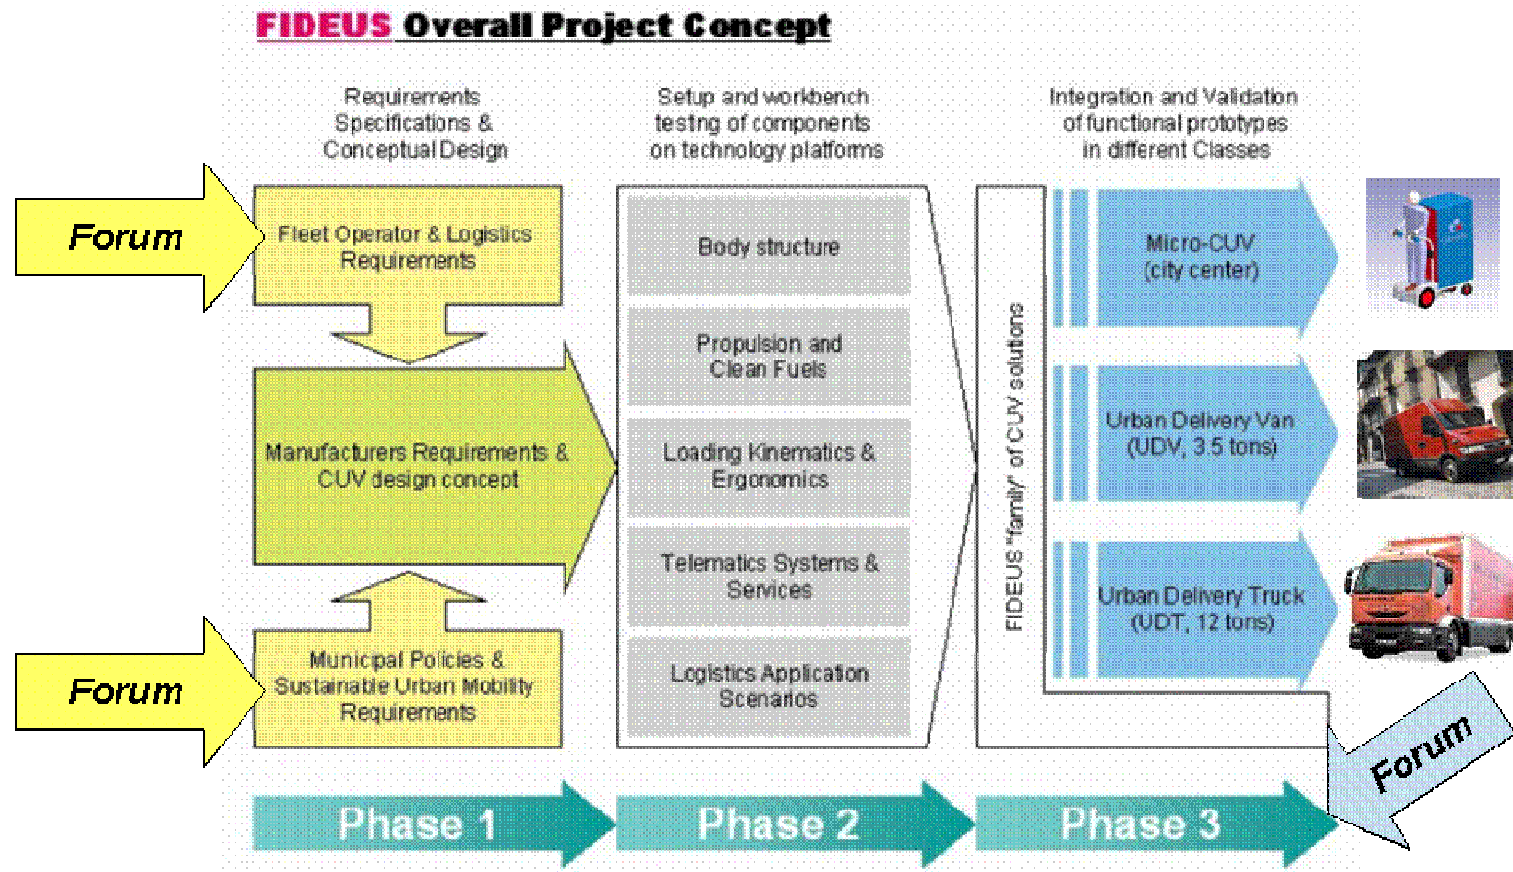 FIDEUS Overall Project Concept
Requirements
Specifications &
Conceptual Design
Setup and workbench
testing of components
on technology platforms
Integration and Validation
of functional prototypes
in different Classes
Forum
Fleet Operator & Logistics
Requirements
Manufacturers Requirements &
CUV design concept
Forum
Municipal Policies &
Sustainable Urban Mobility
Requirements
Body structure
Propulsion and
Clean Fuels
Loading Kinematics &
Ergonomics
Telematics Systems &
Services
Logistics Application
Scenarios
FIDEUS "family" of CUV solutions
Micro-CUV
(city center)
Urban Delivery Van
(UDV, 3.5 tons)
Urban Delivery Truck
(UDT, 12 tons)
Forum
Phase 1
Phase 2
Phase 3